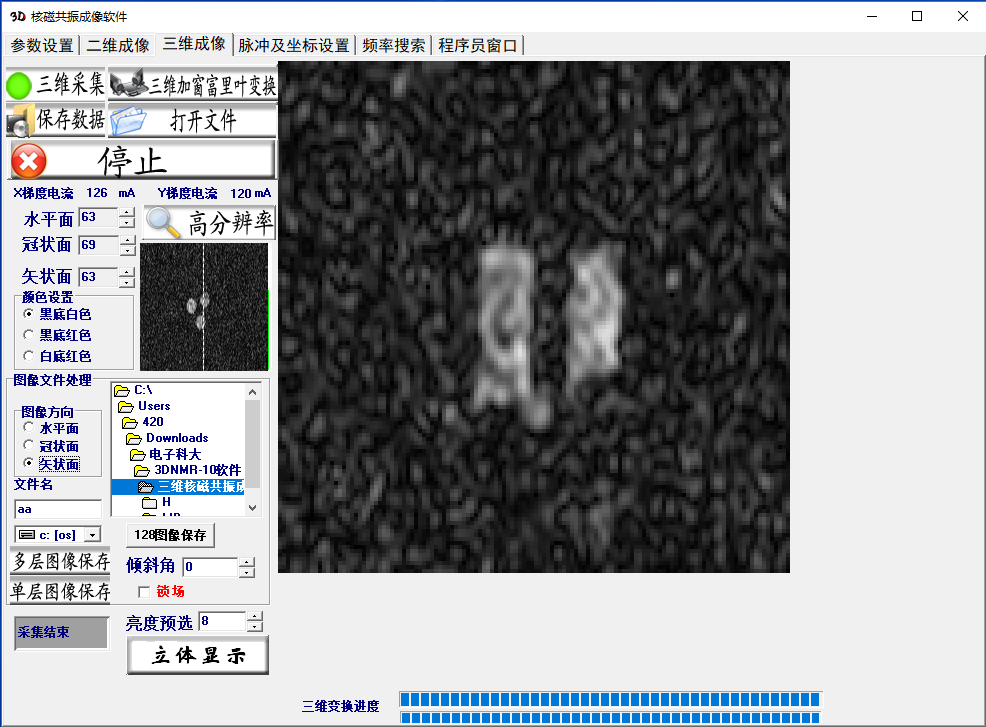 3D 核磁共振成像软件
参数设置 二维成像 三维成像 脉冲及坐标设置 频率搜索 程序员窗口
三维采集 三维加窗富里叶变换
保存数据 打开文件
停止
X梯度电流 126 mA Y梯度电流 120 mA
水平面 63 高分辨率
冠状面 69
矢状面 63
颜色设置
黑底白色
黑底红色
白底红色
图像文件处理
图像方向
水平面
冠状面
矢状面
文件名
aa
c: [os]
多层图像保存
单层图像保存
C:\
Users
420
Downloads
电子科大
3DNMR-10软件
三维核磁共振成
H
128图像保存
倾斜角 0
锁场
采集结束
亮度预选 8
立体显示
三维变换进度